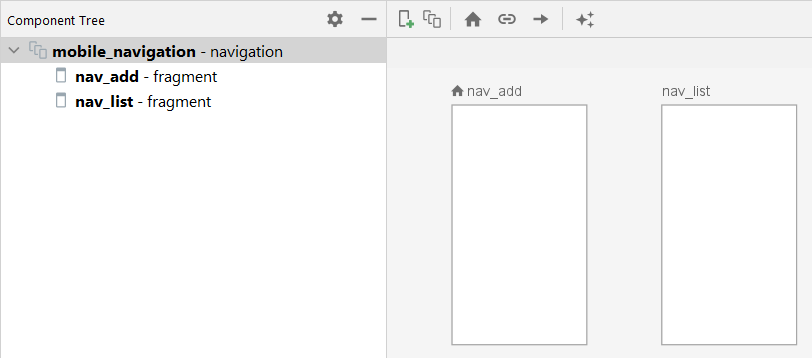 Component Tree
mobile_navigation - navigation
nav_add - fragment
nav_list - fragment
nav_add
nav_list